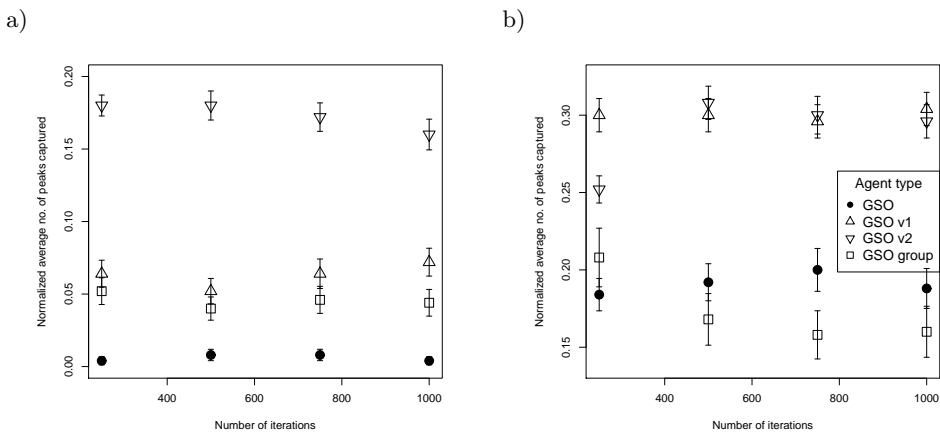 a)
Normalized average no. of peaks captured
0.20
0.15
0.10
0.05
0.00
400
600
800
1000
Number of iterations
b)
Normalized average no. of peaks captured
0.30
0.25
0.20
0.15
400
600
800
1000
Number of iterations
Agent type
GSO
GSO v1
GSO v2
GSO group